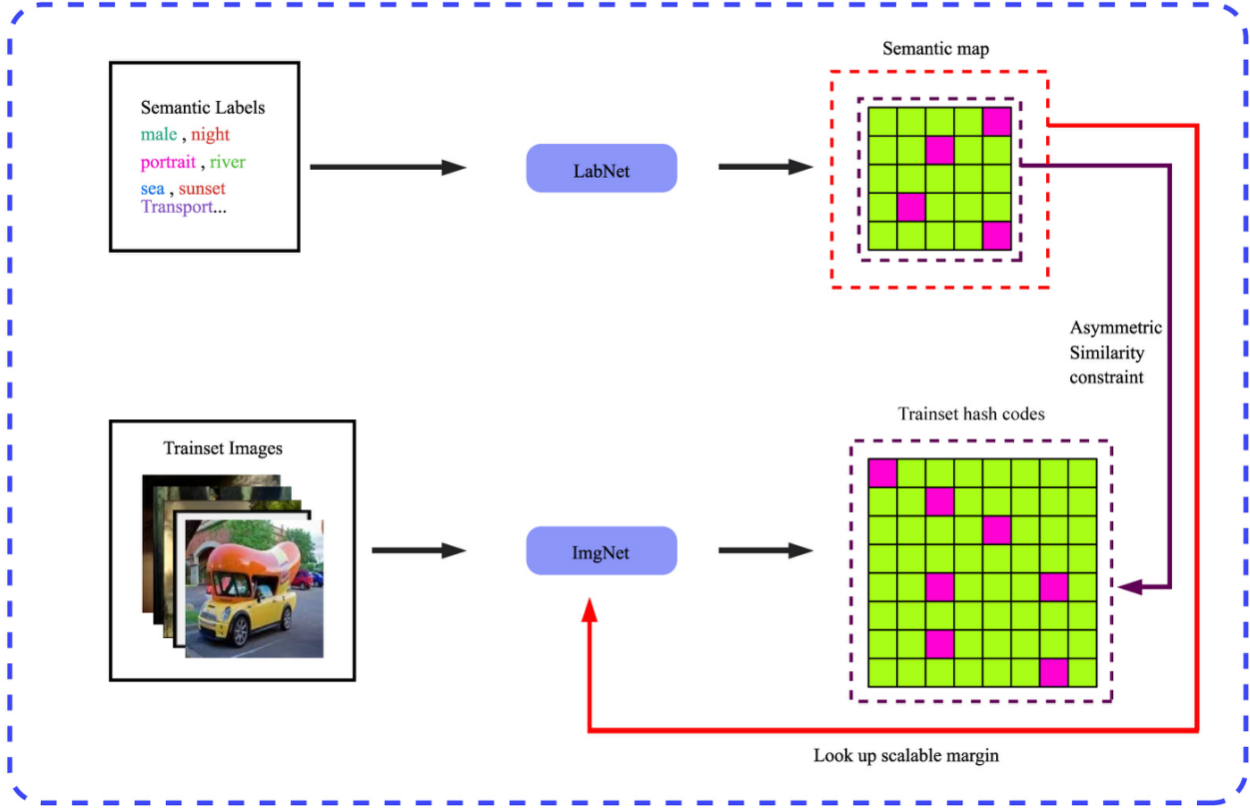 Semantic map
Semantic Labels
male , night
portrait , river
sea , sunset
Transport...
LabNet
Asymmetric
Similarity
constraint
Trainset hash codes
Trainset Images
ImgNet
Look up scalable margin